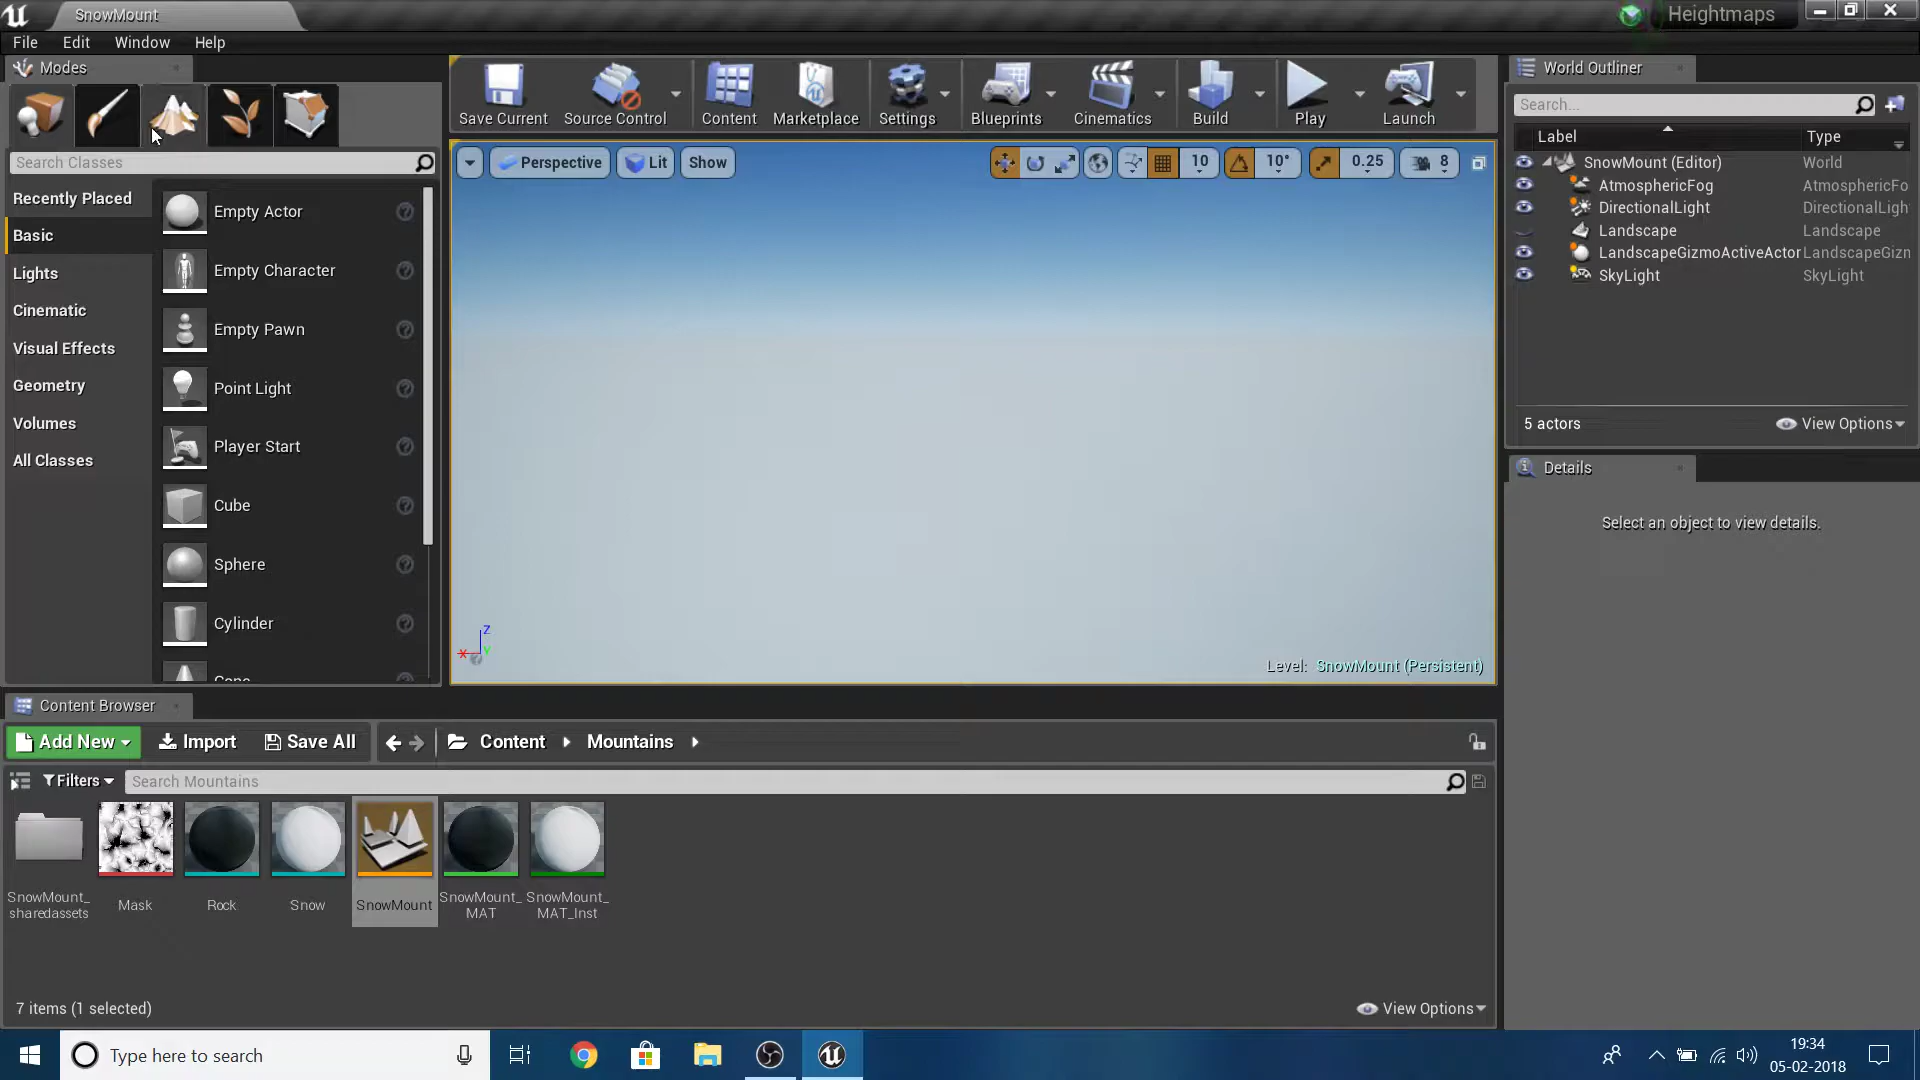 SnowMount
Heightmaps
File Edit Window Help
Modes
Search Classes
Recently Placed
Basic
Lights
Cinematic
Visual Effects
Geometry
Volumes
All Classes
Empty Actor
Empty Character
Empty Pawn
Point Light
Player Start
Cube
Sphere
Cylinder
Cone
Save Current Source Control Content Marketplace Settings Blueprints Cinematics Build Play Launch
Perspective Lit Show 10 10° 0.25 8
Z
X Y
Level: SnowMount (Persistent)
World Outliner
Search...
Label Type
SnowMount (Editor) World
AtmosphericFog AtmosphericFo
DirectionalLight DirectionalLigh
Landscape Landscape
LandscapeGizmoActiveActor LandscapeGizn
SkyLight SkyLight
5 actors View Options
Details
Select an object to view details.
Content Browser
Add New Import Save All Content Mountains
Filters Search Mountains
SnowMount_
sharedassets
Mask
Rock
Snow
SnowMount
SnowMount_
MAT
SnowMount_
MAT_Inst
7 items (1 selected) View Options
Type here to search
19:34
05-02-2018